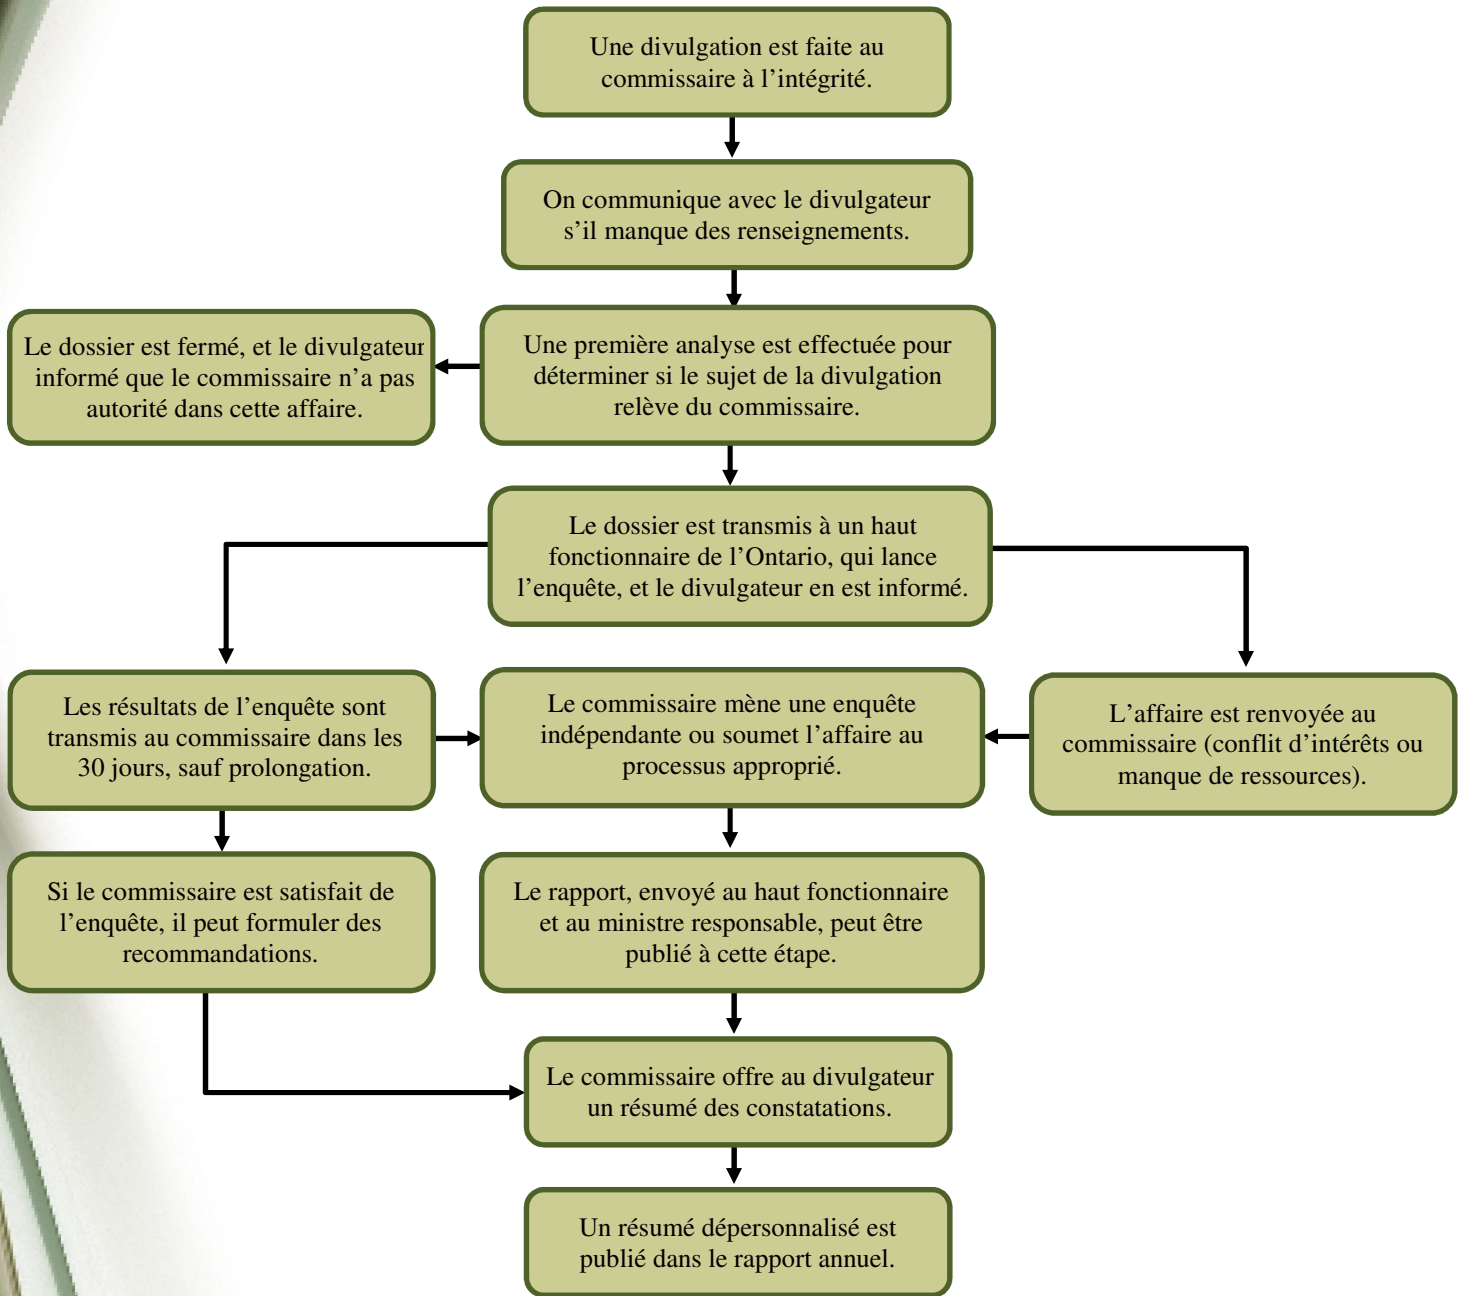 Une divulgation est faite au
commissaire à l’intégrité.
On communique avec le divulgateur
s’il manque des renseignements.
Le dossier est fermé, et le divulgateur
informé que le commissaire n’a pas
autorité dans cette affaire.
Une première analyse est effectuée pour
déterminer si le sujet de la divulgation
relève du commissaire.
Le dossier est transmis à un haut
fonctionnaire de l’Ontario, qui lance
l’enquête, et le divulgateur en est informé.
Les résultats de l’enquête sont
transmis au commissaire dans les
30 jours, sauf prolongation.
Le commissaire mène une enquête
indépendante ou soumet l’affaire au
processus approprié.
L’affaire est renvoyée au
commissaire (conflit d’intérêts ou
manque de ressources).
Si le commissaire est satisfait de
l’enquête, il peut formuler des
recommandations.
Le rapport, envoyé au haut fonctionnaire
et au ministre responsable, peut être
publié à cette étape.
Le commissaire offre au divulgateur
un résumé des constatations.
Un résumé dépersonnalisé est
publié dans le rapport annuel.